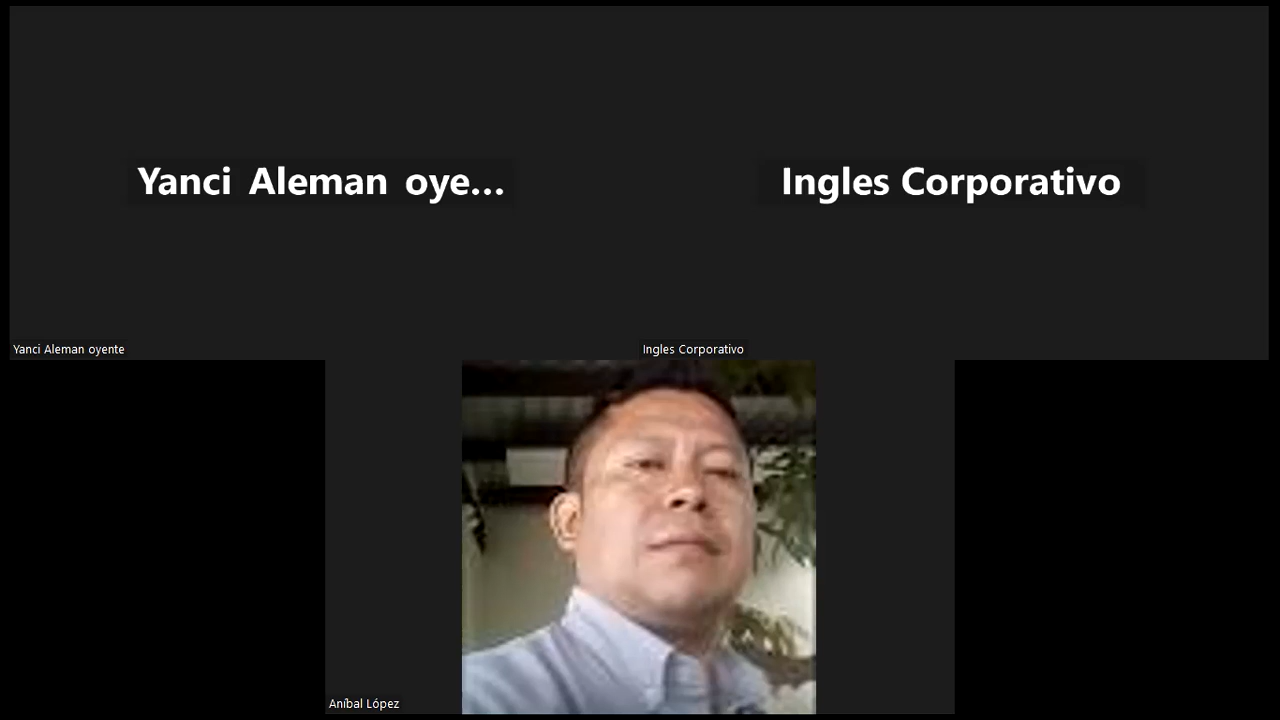 Yanci Aleman oye...
Ingles Corporativo
Yanci Aleman oyente
Ingles Corporativo
Aníbal López